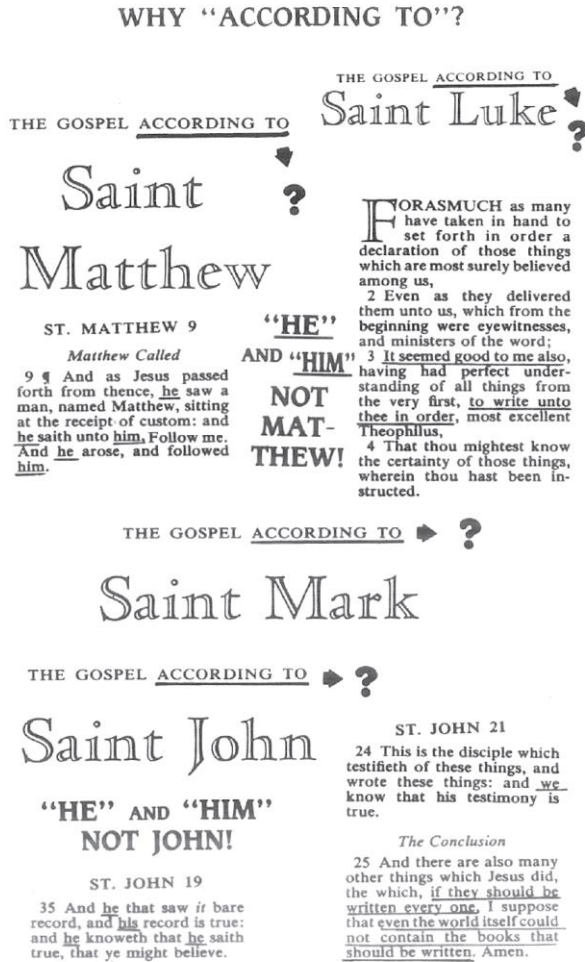 WHY “ACCORDING TO”?
THE GOSPEL ACCORDING TO
Saint Luke
?
THE GOSPEL ACCORDING TO
?
Saint
Matthew
ST. MATTHEW 9
Matthew Called
9 ¶ And as Jesus passed
forth from thence, he saw a
man, named Matthew, sitting
at the receipt of custom: and
he saith unto him, Follow me.
And he arose, and followed
him.
“HE”
AND “HIM”
NOT
MAT-
THEW!
FORASMUCH as many
have taken in hand to
set forth in order a
declaration of those things
which are most surely believed
among us,
2 Even as they delivered
them unto us, which from the
beginning were eyewitnesses,
and ministers of the word;
3 It seemed good to me also,
having had perfect under-
standing of all things from
the very first, to write unto
thee in order, most excellent
Theophilus,
4 That thou mightest know
the certainty of those things,
wherein thou hast been in-
structed.
THE GOSPEL ACCORDING TO ?
Saint Mark
THE GOSPEL ACCORDING TO ?
Saint John
“HE” AND “HIM”
NOT JOHN!
ST. JOHN 19
35 And he that saw it bare
record, and his record is true:
and he knoweth that he saith
true, that ye might believe.
ST. JOHN 21
24 This is the disciple which
testifieth of these things, and
wrote these things: and we
know that his testimony is
true.
The Conclusion
25 And there are also many
other things which Jesus did,
the which, if they should be
written every one, I suppose
that even the world itself could
not contain the books that
should be written. Amen.